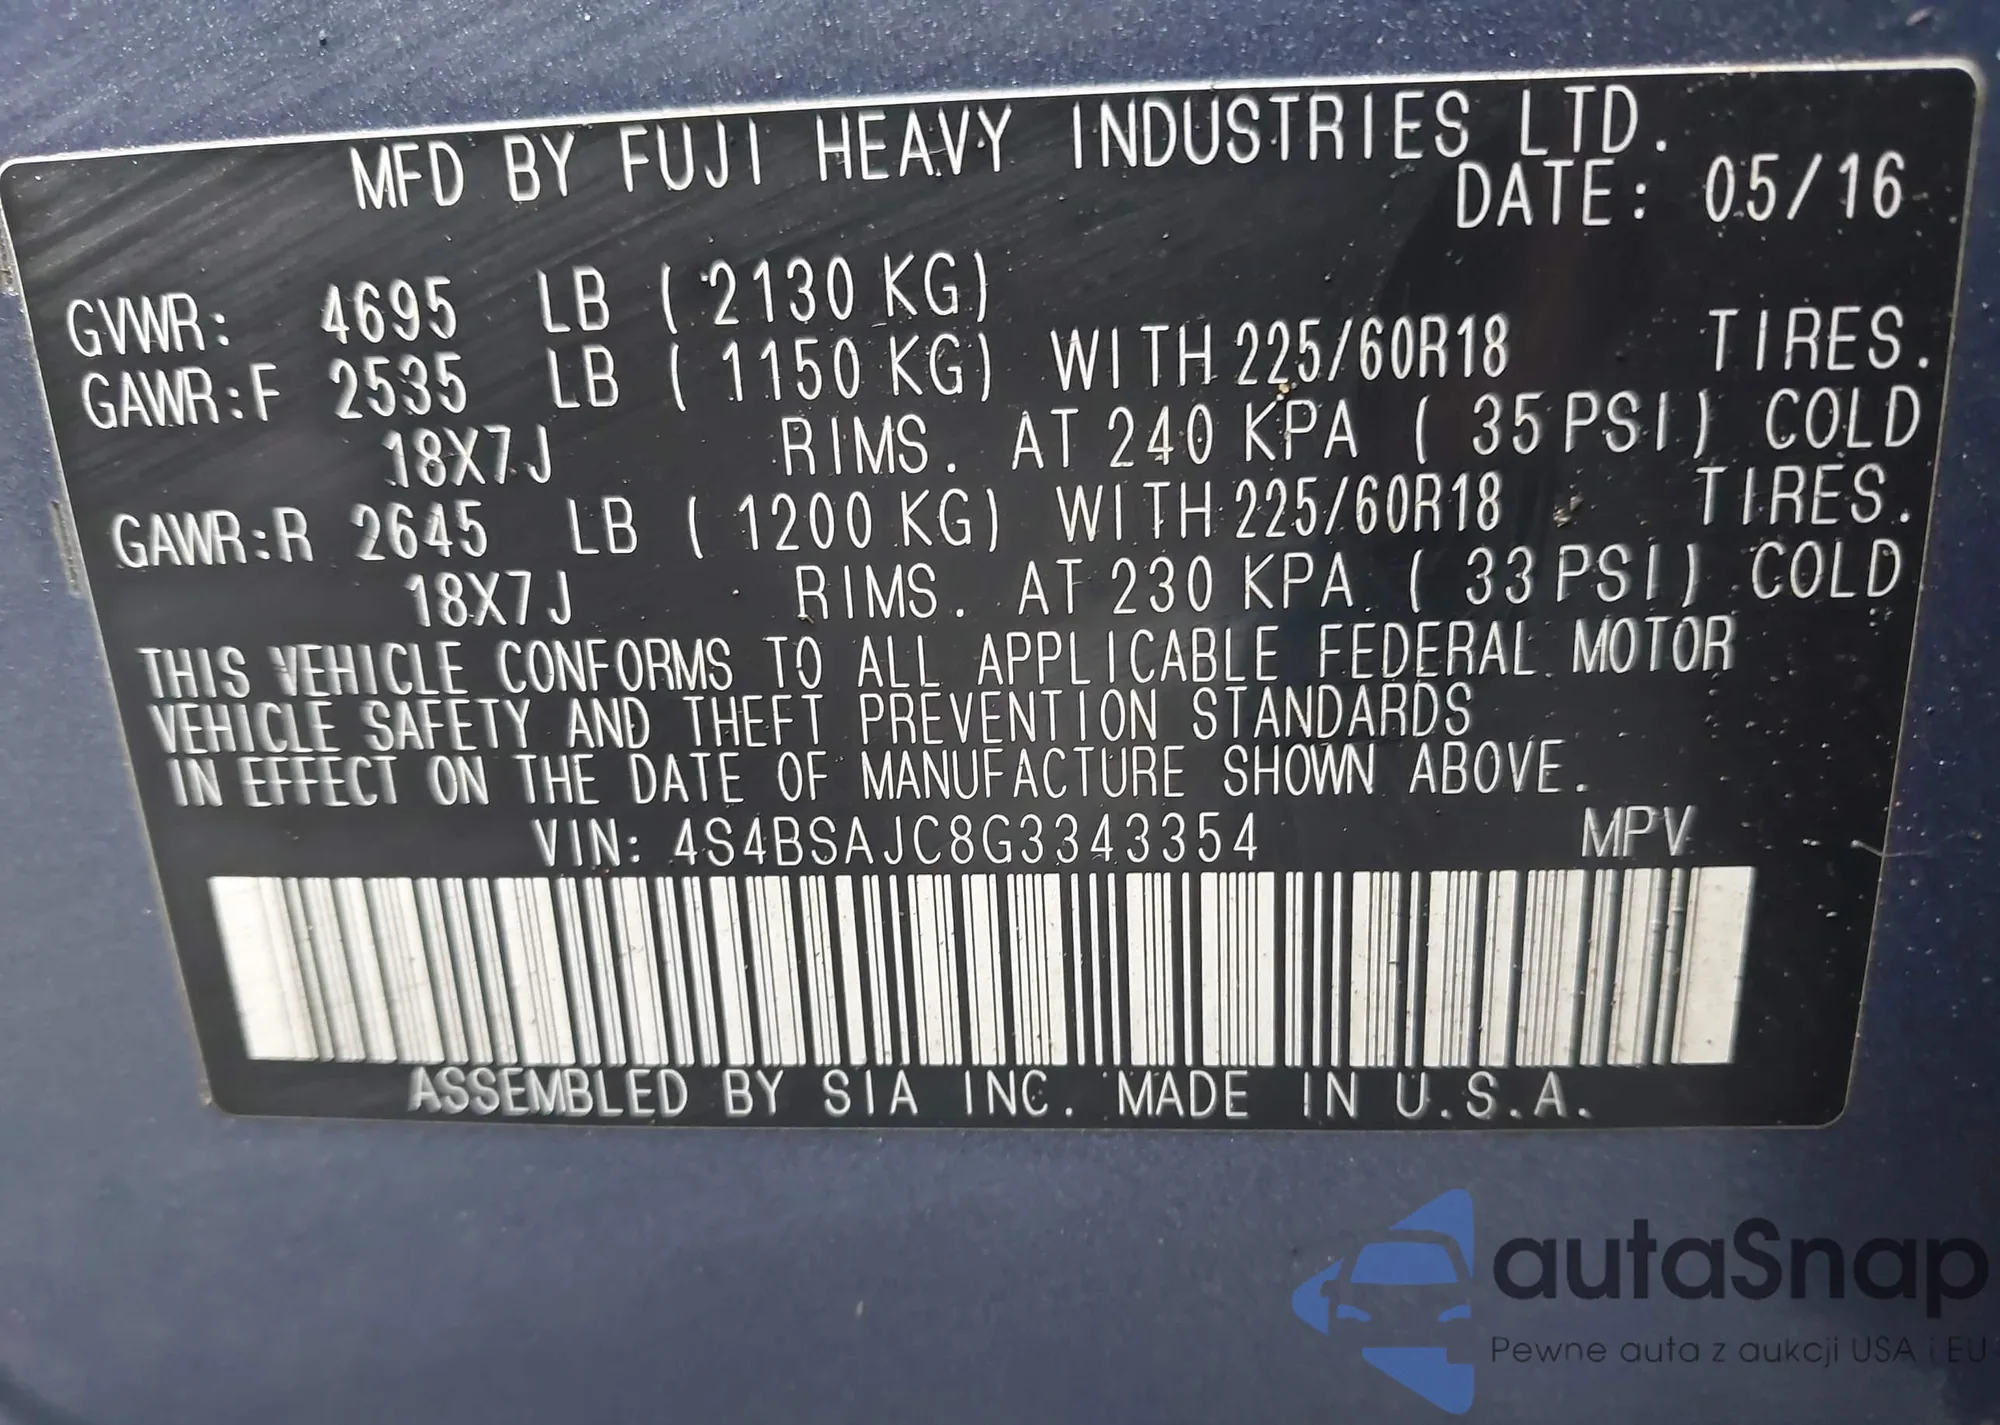 MFD BY FUJI HEAVY INDUSTRIES LTD.
DATE: 05/16
GVWR: 4695 LB ( 2130 KG)
GAWR:F 2535 LB ( 1150 KG) WITH 225/60R18 TIRES.
18X7J RIMS. AT 240 KPA ( 35 PSI) COLD
GAWR:R 2645 LB ( 1200 KG) WITH 225/60R18 TIRES.
18X7J RIMS. AT 230 KPA ( 33 PSI) COLD
THIS VEHICLE CONFORMS TO ALL APPLICABLE FEDERAL MOTOR
VEHICLE SAFETY AND THEFT PREVENTION STANDARDS
IN EFFECT ON THE DATE OF MANUFACTURE SHOWN ABOVE.
VIN: 4S4BSAJC8G3343354 MPV
ASSEMBLED BY SIA INC. MADE IN U.S.A.
autaSnap
Pewne auta z aukcji USA i EU